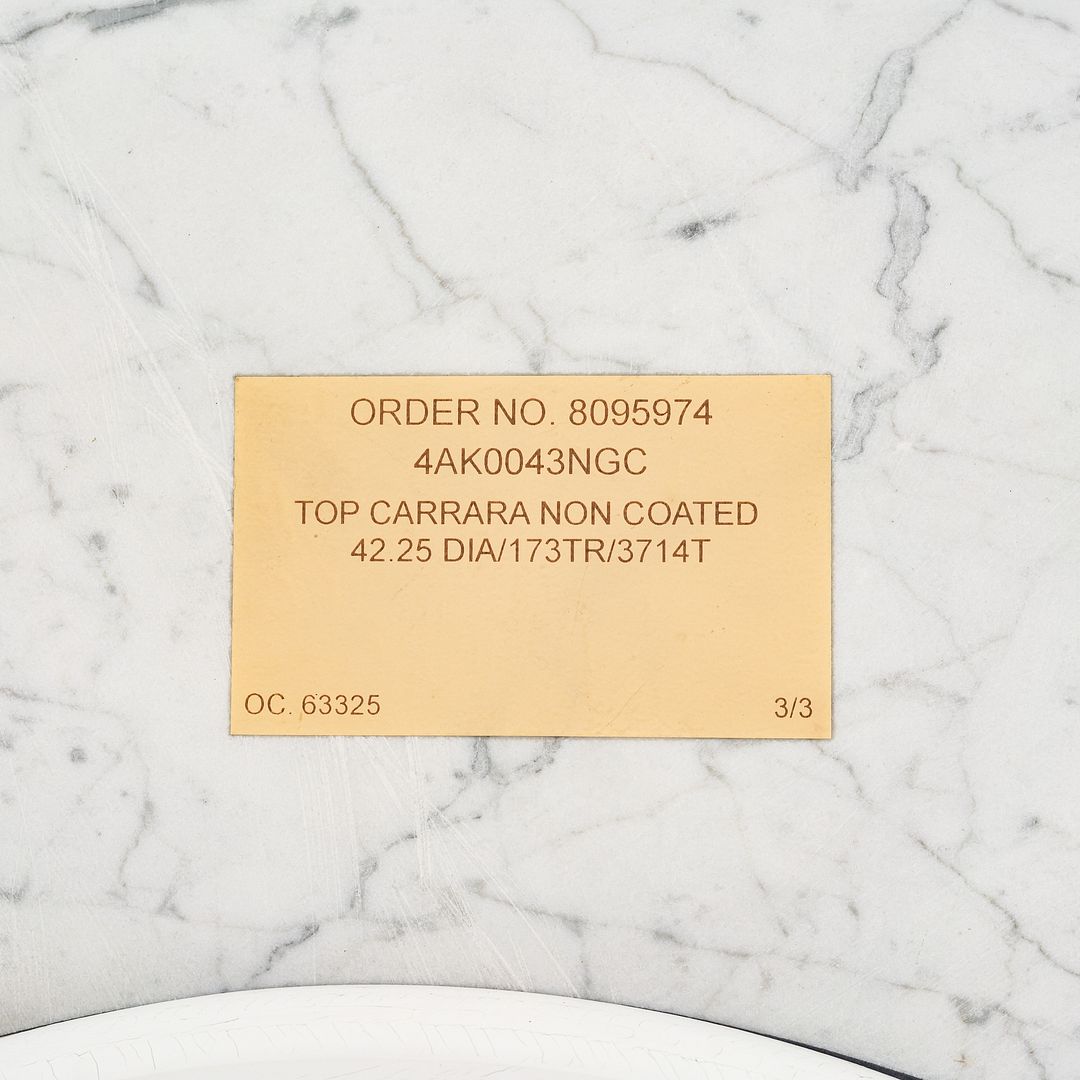 ORDER NO. 8095974
4AK0043NGC
TOP CARRARA NON COATED
42.25 DIA/173TR/3714T
OC. 63325
3/3